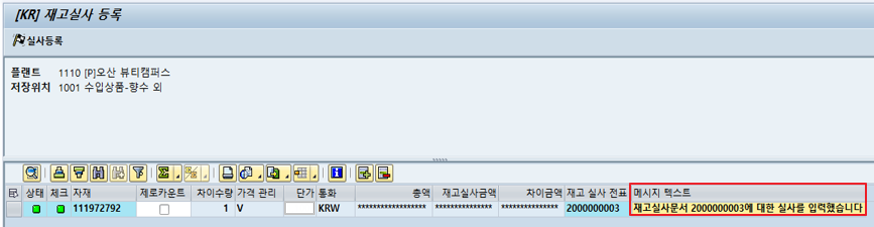 [KR] 재고실사 등록
실사등록
플랜트 1110 [P]오산 뷰티캠퍼스
저장위치 1001 수입상품-향수 외
상태 체크 자재 제로카운트 차이수량 가격 관리 단가 통화 총액 재고실사금액 차이금액 재고 실사 전표 메시지 텍스트
111972792 1 V KRW ****************** *************** *************** 2000000003 재고실사문서 2000000003에 대한 실사를 입력했습니다